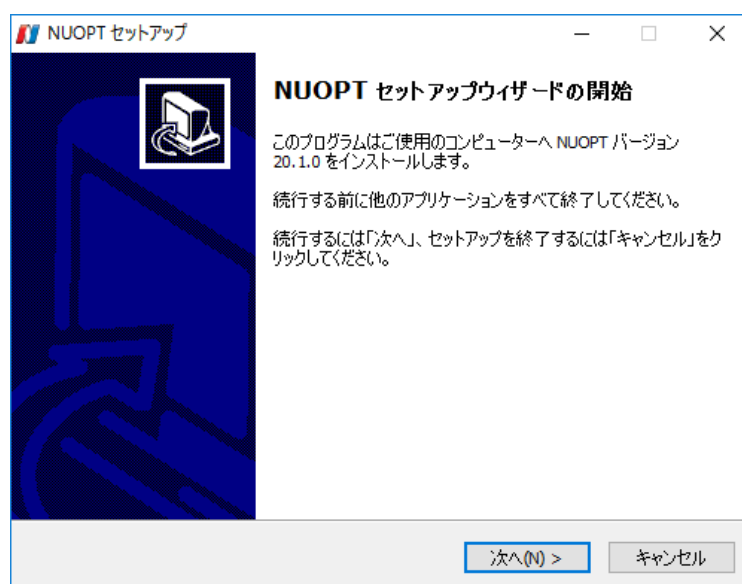 NUOPT セットアップ
NUOPT セットアップウィザードの開始
このプログラムはご使用のコンピューターへ NUOPT バージョン
20.1.0 をインストールします。
続行する前に他のアプリケーションをすべて終了してください。
続行するには「次へ」、セットアップを終了するには「キャンセル」をク
リックしてください。
次へ(N) >
キャンセル